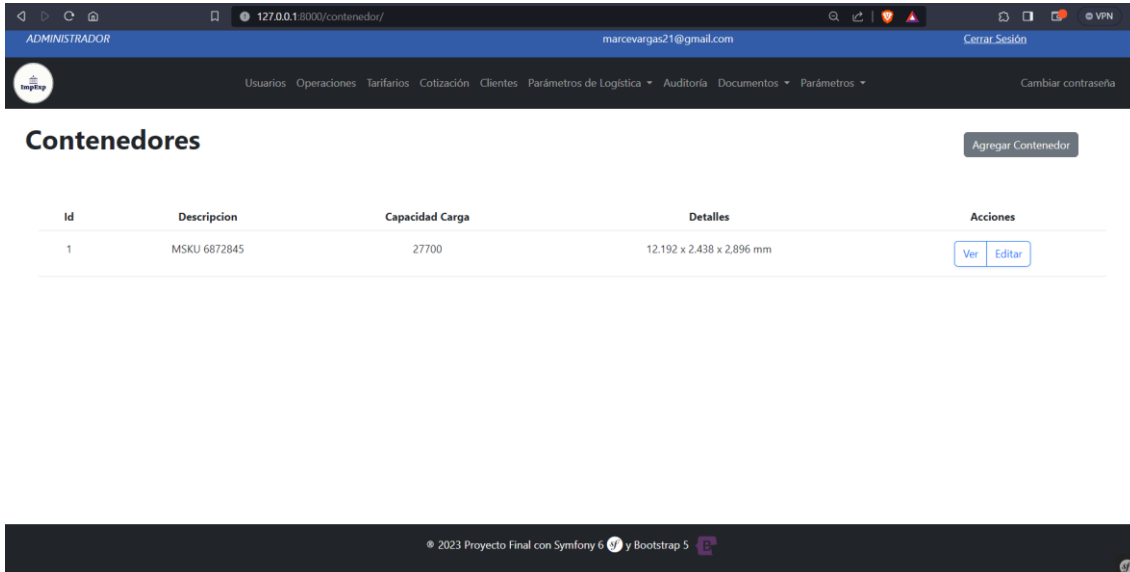 127.0.0.1:8000/contenedor/ VPN
ADMINISTRADOR marcevargas21@gmail.com Cerrar Sesión
ImpExp Usuarios Operaciones Tarifarios Cotización Clientes Parámetros de Logística Auditoría Documentos Parámetros Cambiar contraseña
Contenedores Agregar Contenedor
Id Descripcion Capacidad Carga Detalles Acciones
1 MSKU 6872845 27700 12.192 x 2.438 x 2,896 mm Ver Editar
® 2023 Proyecto Final con Symfony 6 sf y Bootstrap 5 B